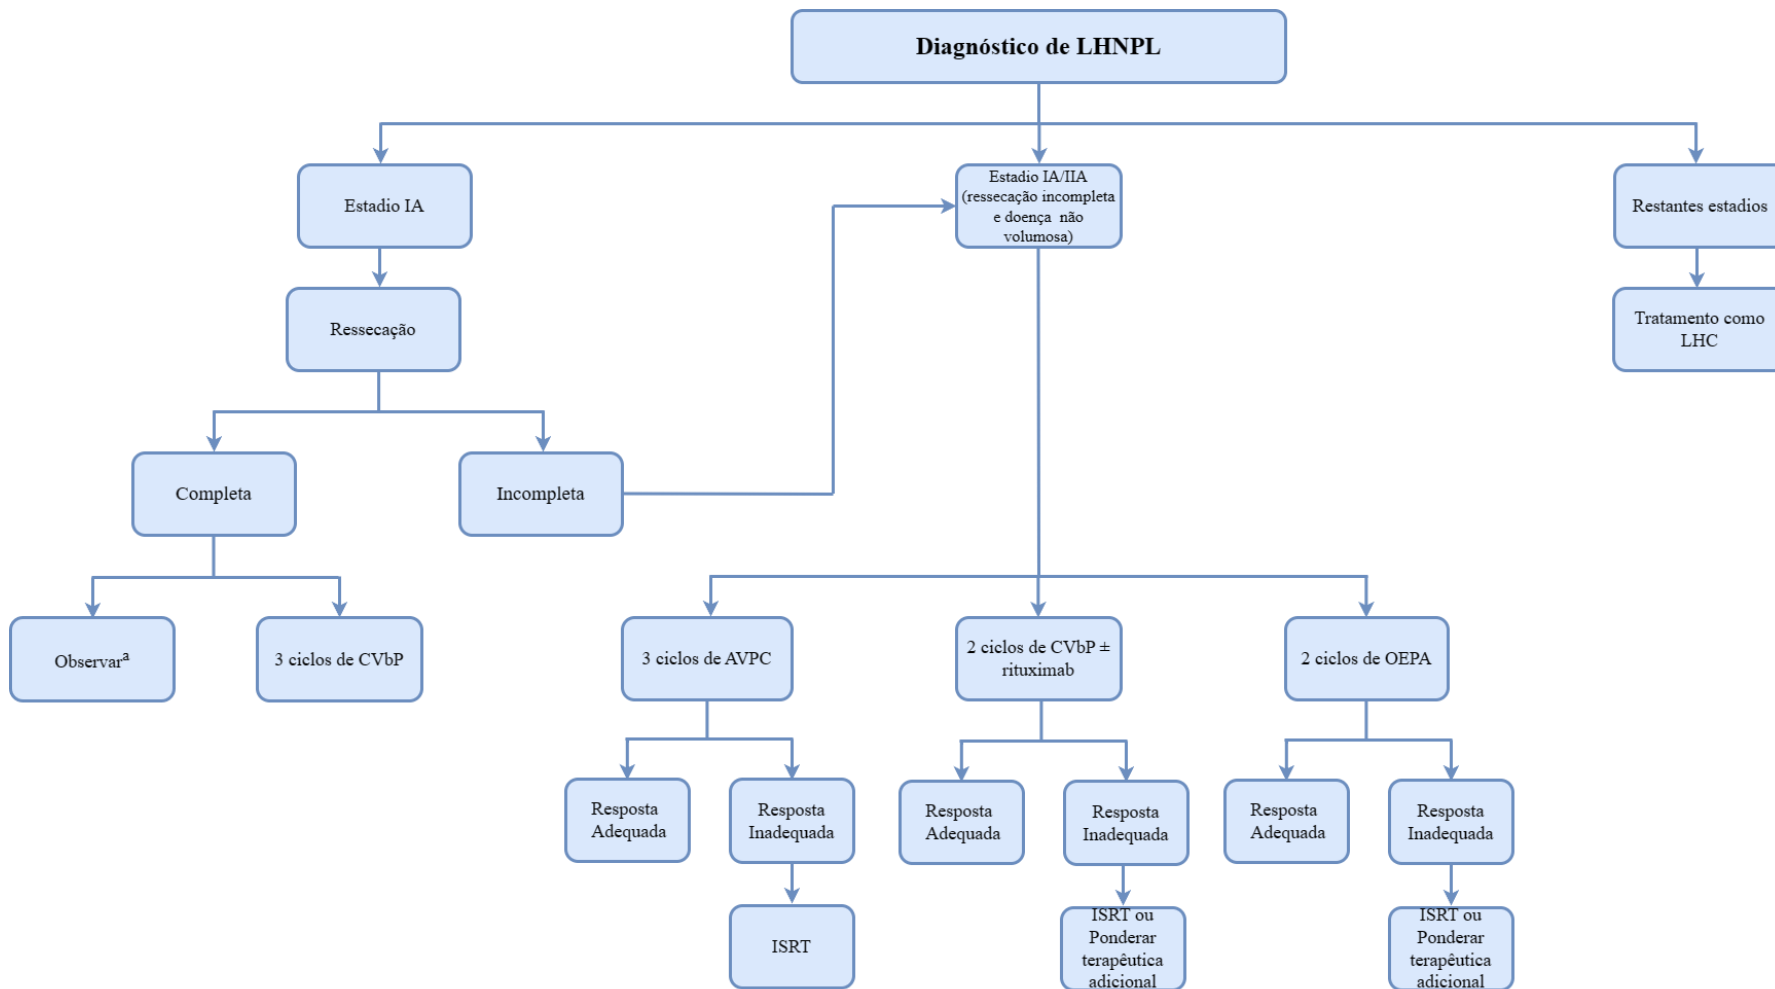 Diagnóstico de LHNPL
Estadio IA
Estadio IA/IIA
(ressecação incompleta
e doença não
volumosa)
Restantes estadios
Ressecação
Tratamento como
LHC
Completa
Incompleta
Observarᵃ
3 ciclos de CVbP
3 ciclos de AVPC
2 ciclos de CVbP ±
rituximab
2 ciclos de OEPA
Resposta
Adequada
Resposta
Inadequada
Resposta
Adequada
Resposta
Inadequada
Resposta
Adequada
Resposta
Inadequada
ISRT
ISRT ou
Ponderar
terapêutica
adicional
ISRT ou
Ponderar
terapêutica
adicional